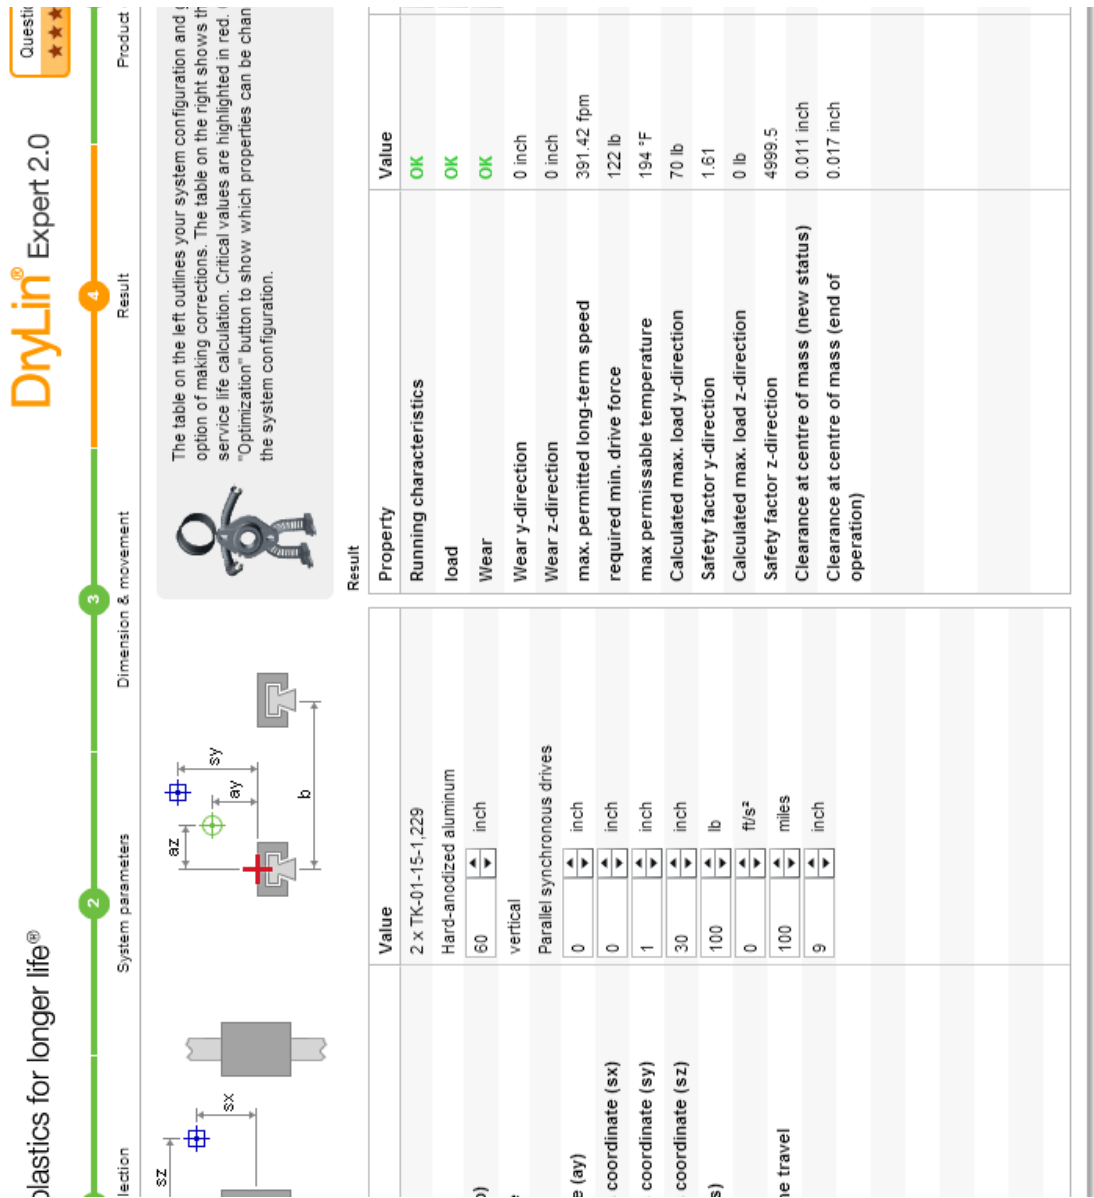 plastics for longer life®
DryLin® Expert 2.0
2
3
4
lection
System parameters
Dimension & movement
Result
Product
sz
sx
az
sy
ay
b
The table on the left outlines your system configuration and
option of making corrections. The table on the right shows th
service life calculation. Critical values are highlighted in red.
"Optimization" button to show which properties can be chan
the system configuration.
Value
2 x TK-01-15-1,229
Hard-anodized aluminum
60 inch
vertical
Parallel synchronous drives
e (ay) 0 inch
coordinate (sx) 0 inch
coordinate (sy) 1 inch
coordinate (sz) 30 inch
s) 100 lb
0 ft/s²
ne travel 100 miles
9 inch
Result
Property Value
Running characteristics OK
load OK
Wear OK
Wear y-direction 0 inch
Wear z-direction 0 inch
max. permitted long-term speed 391.42 fpm
required min. drive force 122 lb
max permissable temperature 194 °F
Calculated max. load y-direction 70 lb
Safety factor y-direction 1.61
Calculated max. load z-direction 0 lb
Safety factor z-direction 4999.5
Clearance at centre of mass (new status) 0.011 inch
Clearance at centre of mass (end of 0.017 inch
operation)